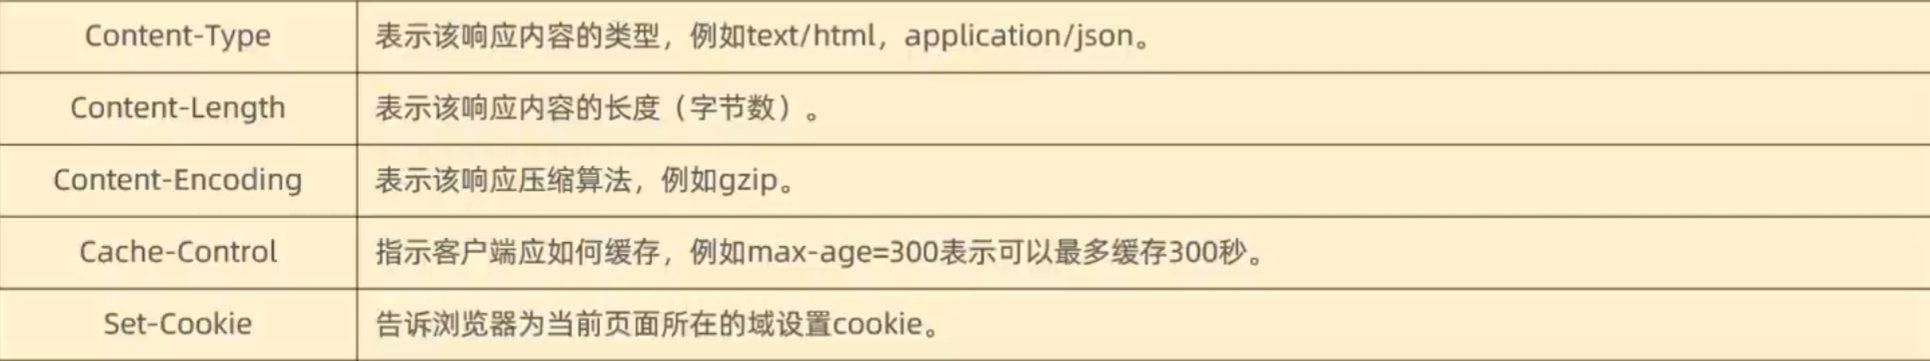 Content-Type 表示该响应内容的类型，例如text/html，application/json。
Content-Length 表示该响应内容的长度（字节数）。
Content-Encoding 表示该响应压缩算法，例如gzip。
Cache-Control 指示客户端应如何缓存，例如max-age=300表示可以最多缓存300秒。
Set-Cookie 告诉浏览器为当前页面所在的域设置cookie。